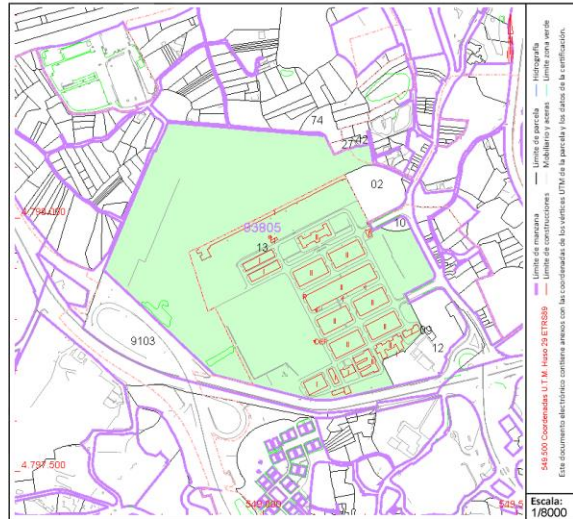 74
2742
02
4.798.000
93805
13
10
9103
09
12
4.797.500
549.000
549.5
Límite de manzana
Límite de parcela
Hidrografía
Límite de construcciones
Mobiliario y aceras
Límite zona verde
549.500 Coordenadas U.T.M. Huso 29 ETRS89
Este documento electrónico contiene anexos con las coordenadas de los vértices UTM de la parcela y los datos de la certificación.
Escala:
1/8000